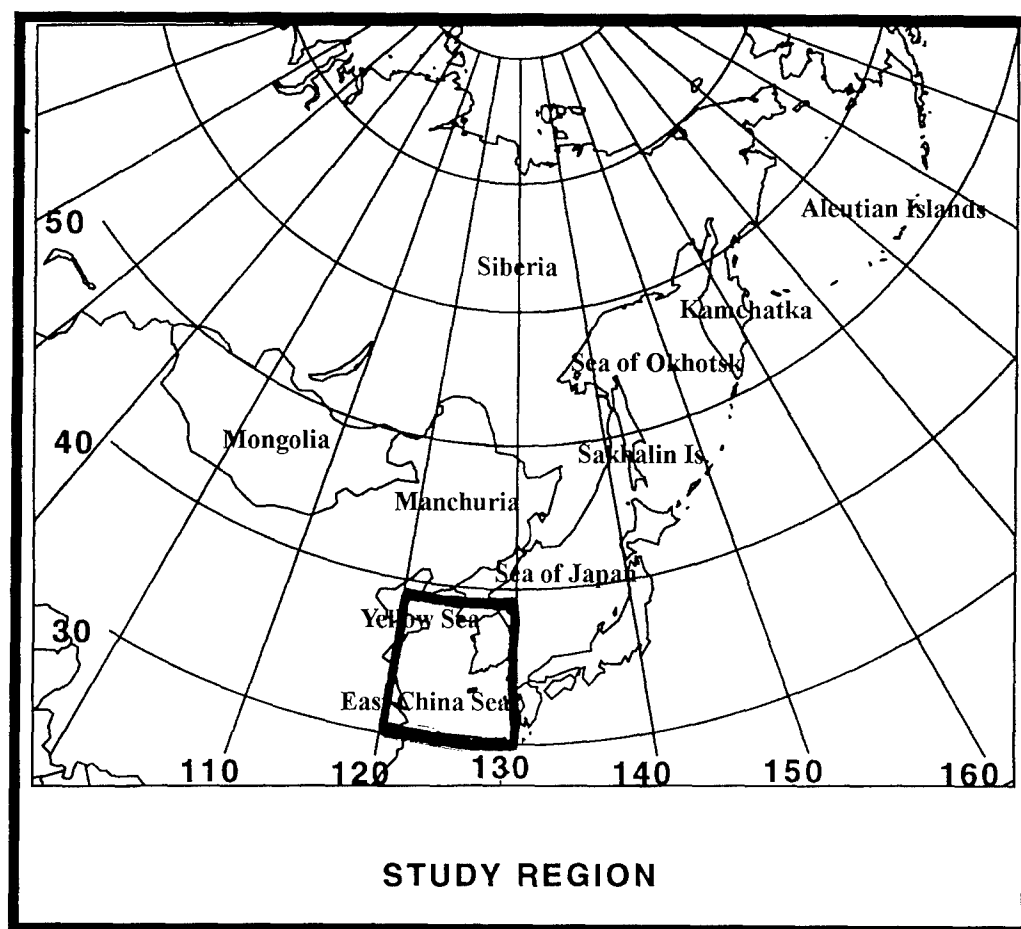 50
Aleutian Islands
Siberia
Kamchatka
Sea of Okhotsk
40
Mongolia
Sakhalin Is.
Manchuria
Sea of Japan
30
Yellow Sea
East China Sea
110
120
130
140
150
160
STUDY REGION